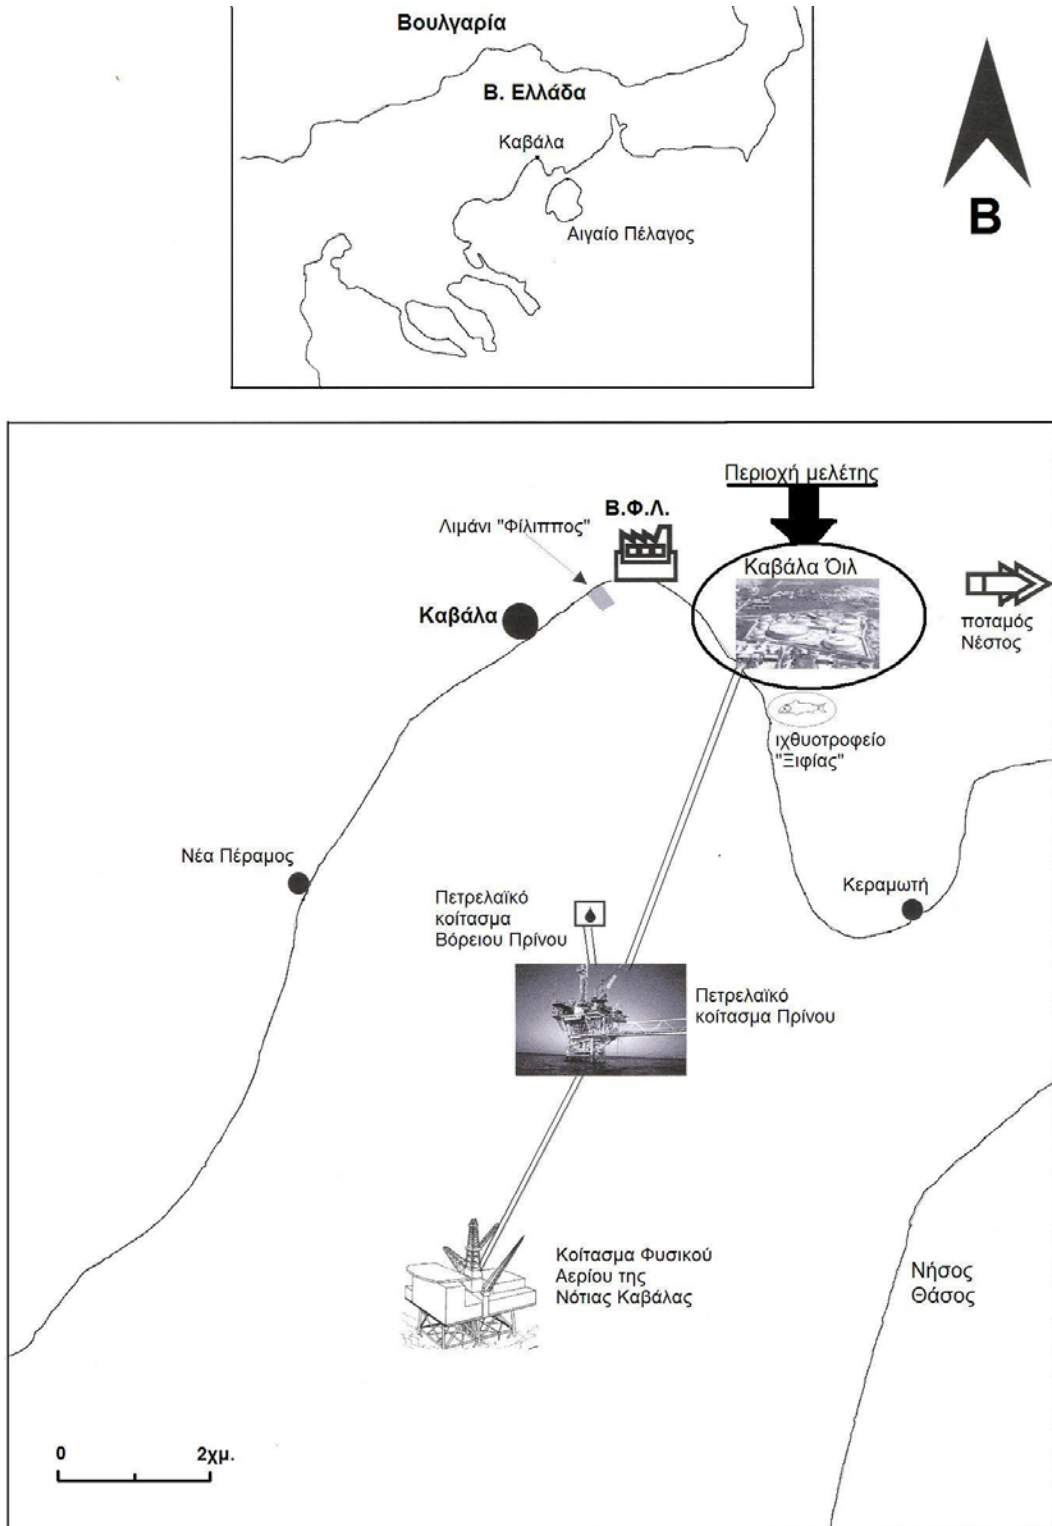 Βουλγαρία
Β. Ελλάδα
Καβάλα
Αιγαίο Πέλαγος
Β
Περιοχή μελέτης
Β.Φ.Λ.
Λιμάνι "Φίλιππος"
Καβάλα Όιλ
Καβάλα
ποταμός
Νέστος
ιχθυοτροφείο
"Ξιφίας"
Νέα Πέραμος
Κεραμωτή
Πετρελαϊκό
κοίτασμα
Βόρειου Πρίνου
Πετρελαϊκό
κοίτασμα Πρίνου
Κοίτασμα Φυσικού
Αερίου της
Νότιας Καβάλας
Νήσος
Θάσος
0 2χμ.